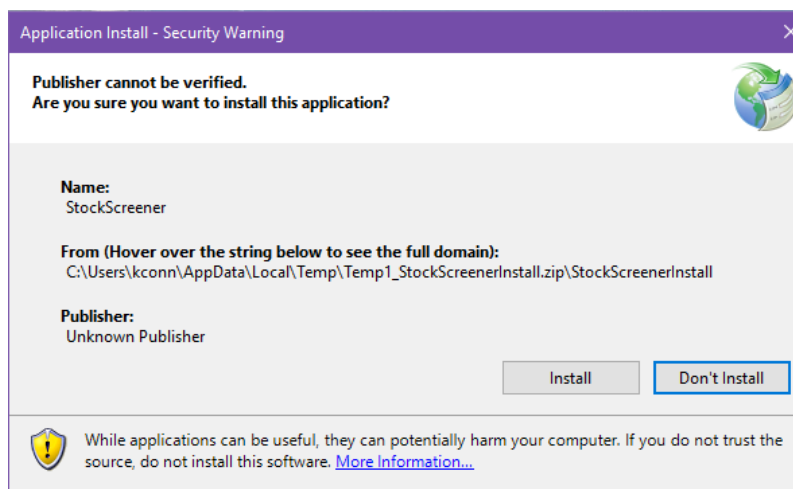 Application Install - Security Warning
Publisher cannot be verified.
Are you sure you want to install this application?
Name:
StockScreener
From (Hover over the string below to see the full domain):
C:\Users\kconn\AppData\Local\Temp\Temp1_StockScreenerInstall.zip\StockScreenerInstall
Publisher:
Unknown Publisher
Install
Don't Install
While applications can be useful, they can potentially harm your computer. If you do not trust the
source, do not install this software. More Information...